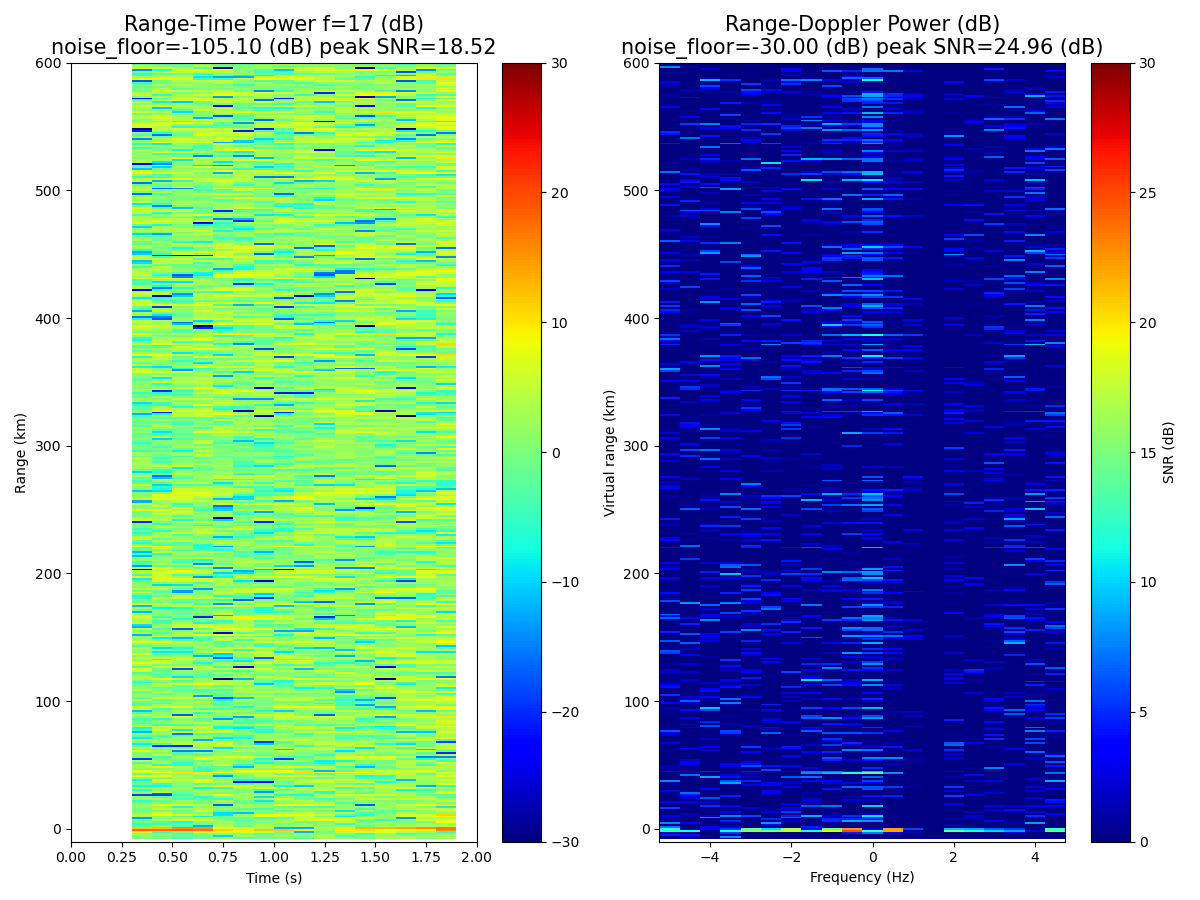 Range-Time Power f=17 (dB)
noise_floor=-105.10 (dB) peak SNR=18.52
Range (km)
600
500
400
300
200
100
0
0.00 0.25 0.50 0.75 1.00 1.25 1.50 1.75 2.00
Time (s)
30
20
10
0
−10
−20
−30
Range-Doppler Power (dB)
noise_floor=-30.00 (dB) peak SNR=24.96 (dB)
Virtual range (km)
600
500
400
300
200
100
0
−4 −2 0 2 4
Frequency (Hz)
30
25
20
15
10
5
0
SNR (dB)